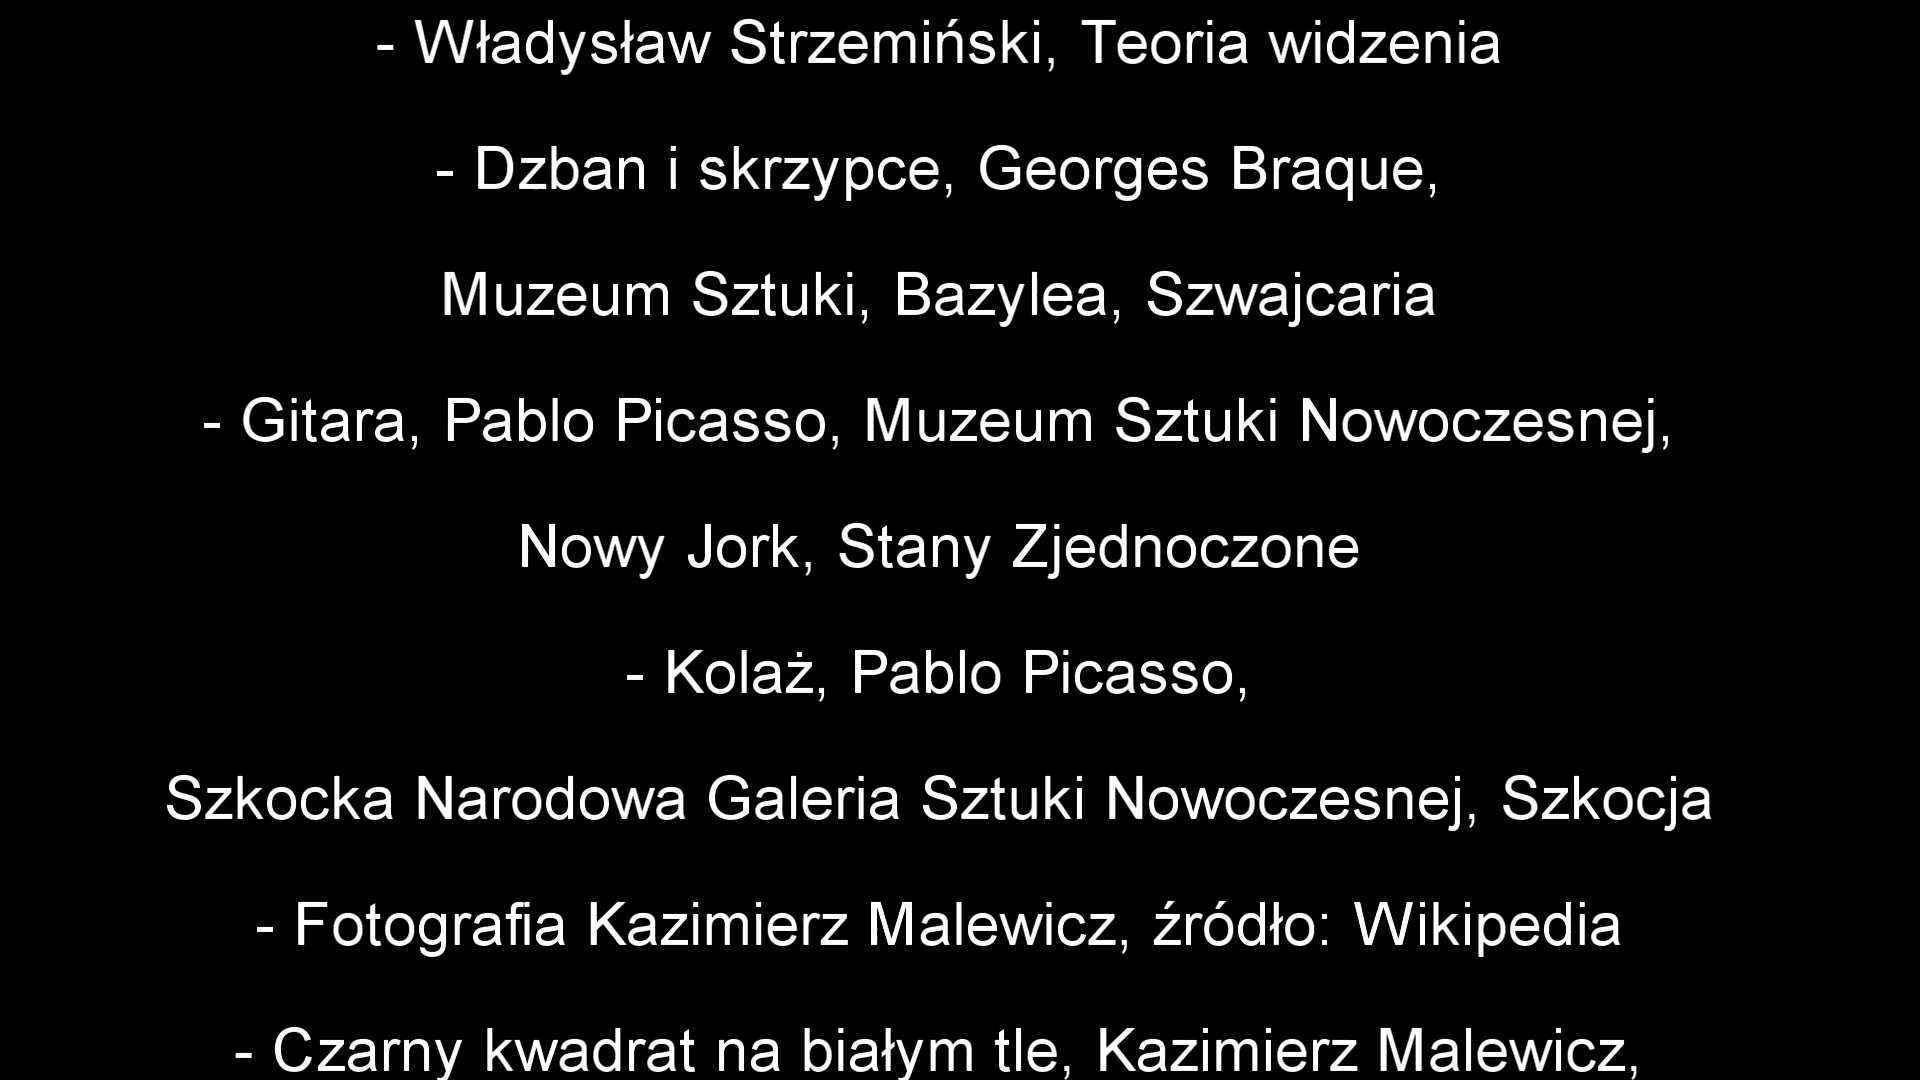 - Władysław Strzemiński, Teoria widzenia
- Dzban i skrzypce, Georges Braque,
Muzeum Sztuki, Bazylea, Szwajcaria
- Gitara, Pablo Picasso, Muzeum Sztuki Nowoczesnej,
Nowy Jork, Stany Zjednoczone
- Kolaż, Pablo Picasso,
Szkocka Narodowa Galeria Sztuki Nowoczesnej, Szkocja
- Fotografia Kazimierz Malewicz, źródło: Wikipedia
- Czarny kwadrat na białym tle, Kazimierz Malewicz,